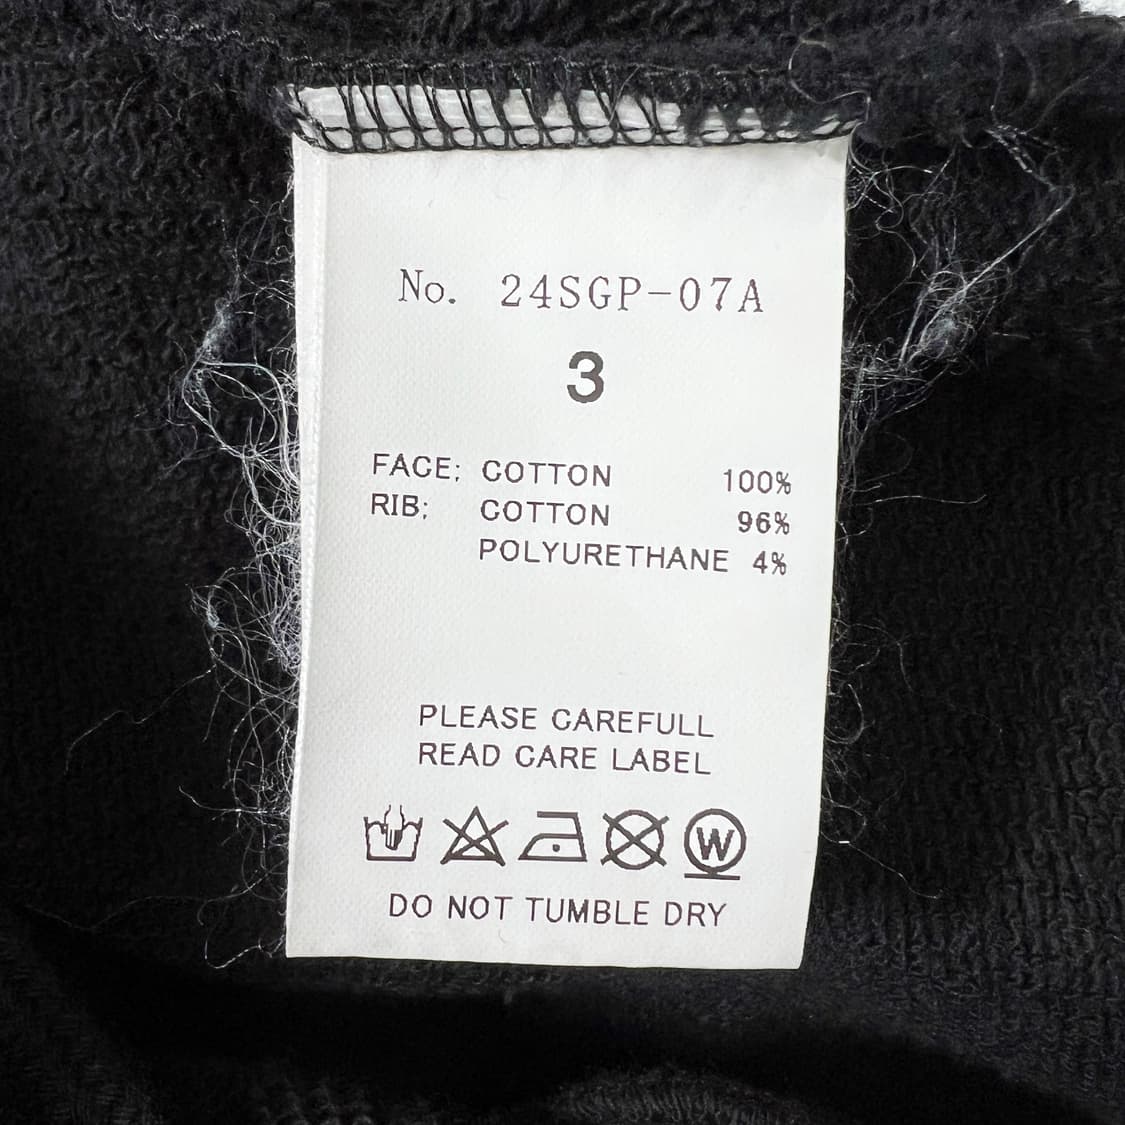 No. 24SGP-07A
3
FACE; COTTON 100%
RIB; COTTON 96%
POLYURETHANE 4%
PLEASE CAREFULL
READ CARE LABEL
W
DO NOT TUMBLE DRY